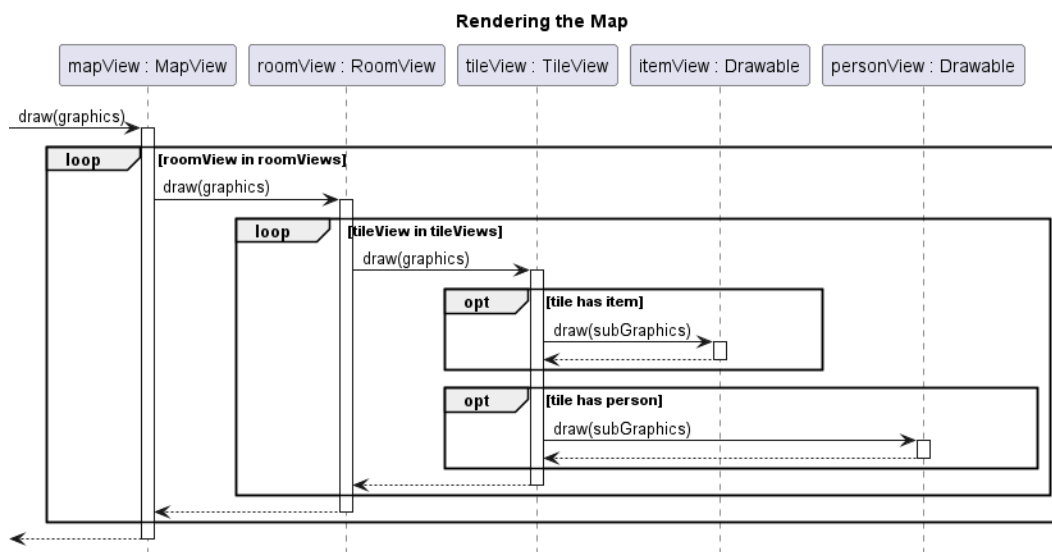 Rendering the Map
mapView : MapView
roomView : RoomView
tileView : TileView
itemView : Drawable
personView : Drawable
draw(graphics)
loop
[roomView in roomViews]
draw(graphics)
loop
[tileView in tileViews]
draw(graphics)
opt
[tile has item]
draw(subGraphics)
opt
[tile has person]
draw(subGraphics)